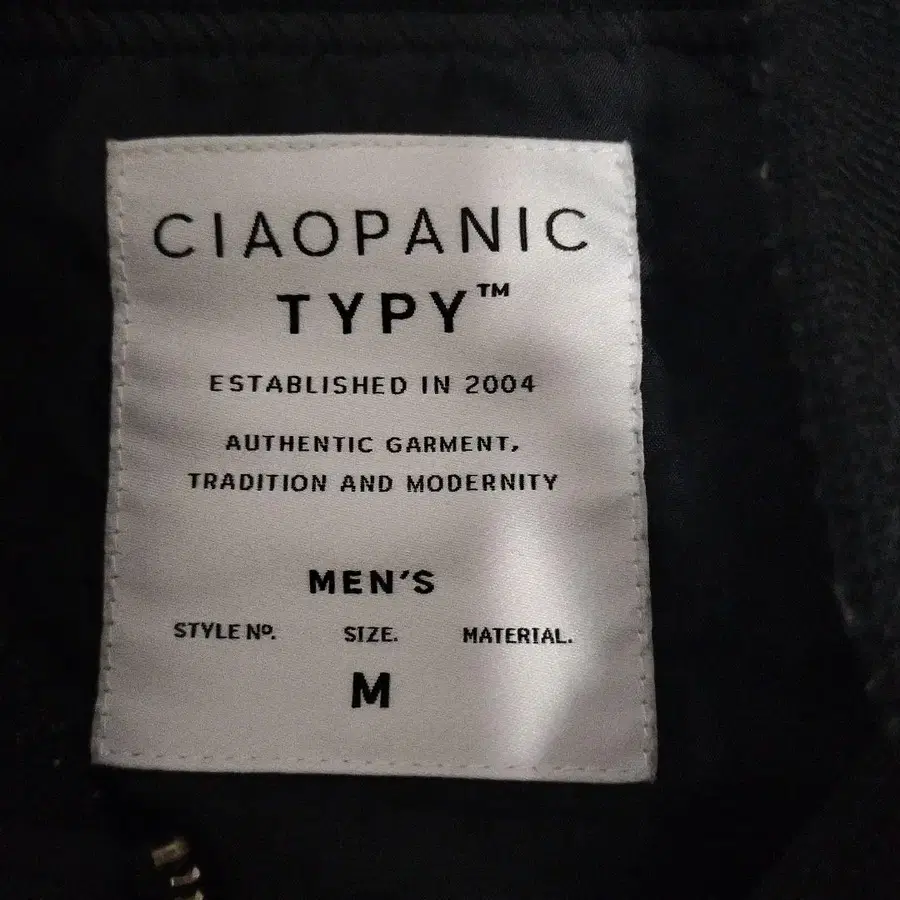 CIAOPANIC
TYPY™
ESTABLISHED IN 2004
AUTHENTIC GARMENT,
TRADITION AND MODERNITY
MEN'S
STYLE Nº. SIZE. MATERIAL.
M